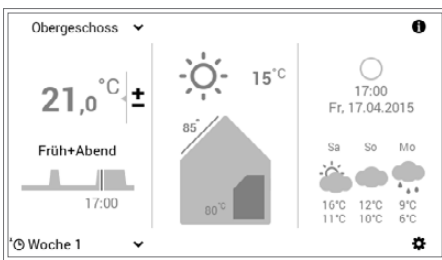 Obergeschoss
21,0 °C ±
Früh+Abend
17:00
Woche 1
15°C
85°
60°C
17:00
Fr, 17.04.2015
Sa So Mo
16°C 12°C 9°C
11°C 10°C 6°C